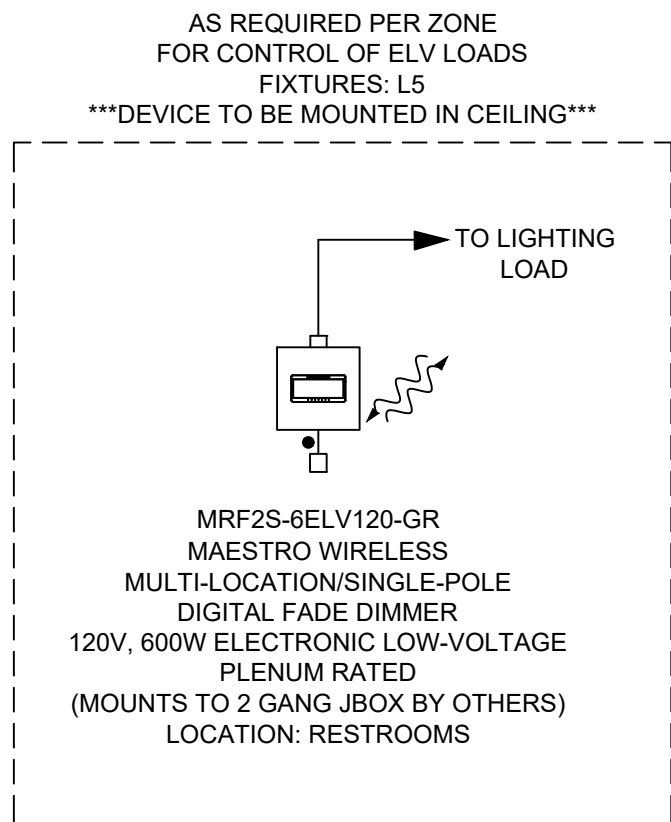 AS REQUIRED PER ZONE
FOR CONTROL OF ELV LOADS
FIXTURES: L5
***DEVICE TO BE MOUNTED IN CEILING***
TO LIGHTING
LOAD
MRF2S-6ELV120-GR
MAESTRO WIRELESS
MULTI-LOCATION/SINGLE-POLE
DIGITAL FADE DIMMER
120V, 600W ELECTRONIC LOW-VOLTAGE
PLENUM RATED
(MOUNTS TO 2 GANG JBOX BY OTHERS)
LOCATION: RESTROOMS